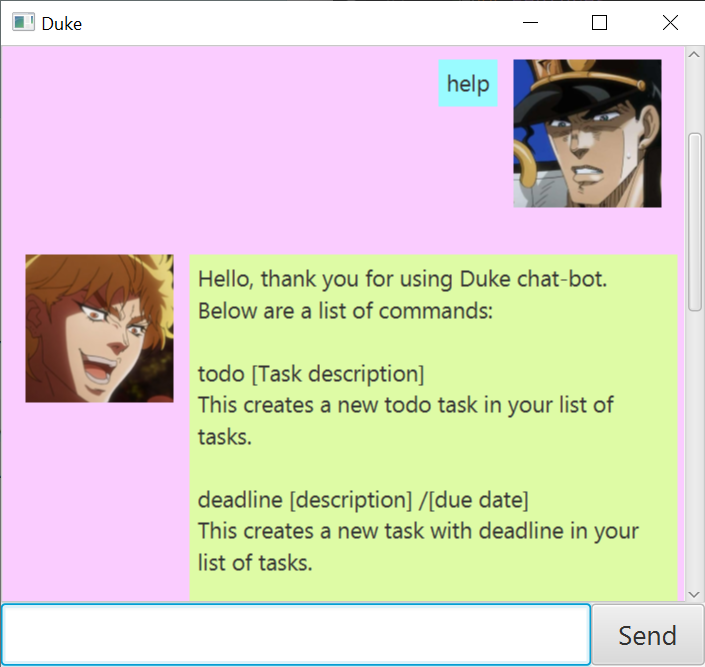 Duke
help
Hello, thank you for using Duke chat-bot.
Below are a list of commands:
todo [Task description]
This creates a new todo task in your list of
tasks.
deadline [description] /[due date]
This creates a new task with deadline in your
list of tasks.
Send